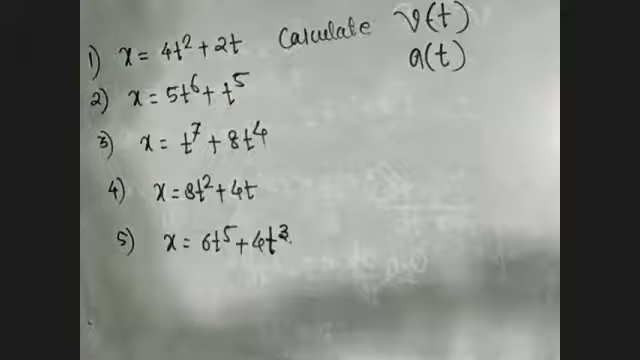 1) x = 4t² + 2t Calculate v(t)
a(t)
2) x = 5t⁶ + t⁵
3) x = t⁷ + 8t⁴
4) x = 8t² + 4t
5) x = 6t⁵ + 4t³